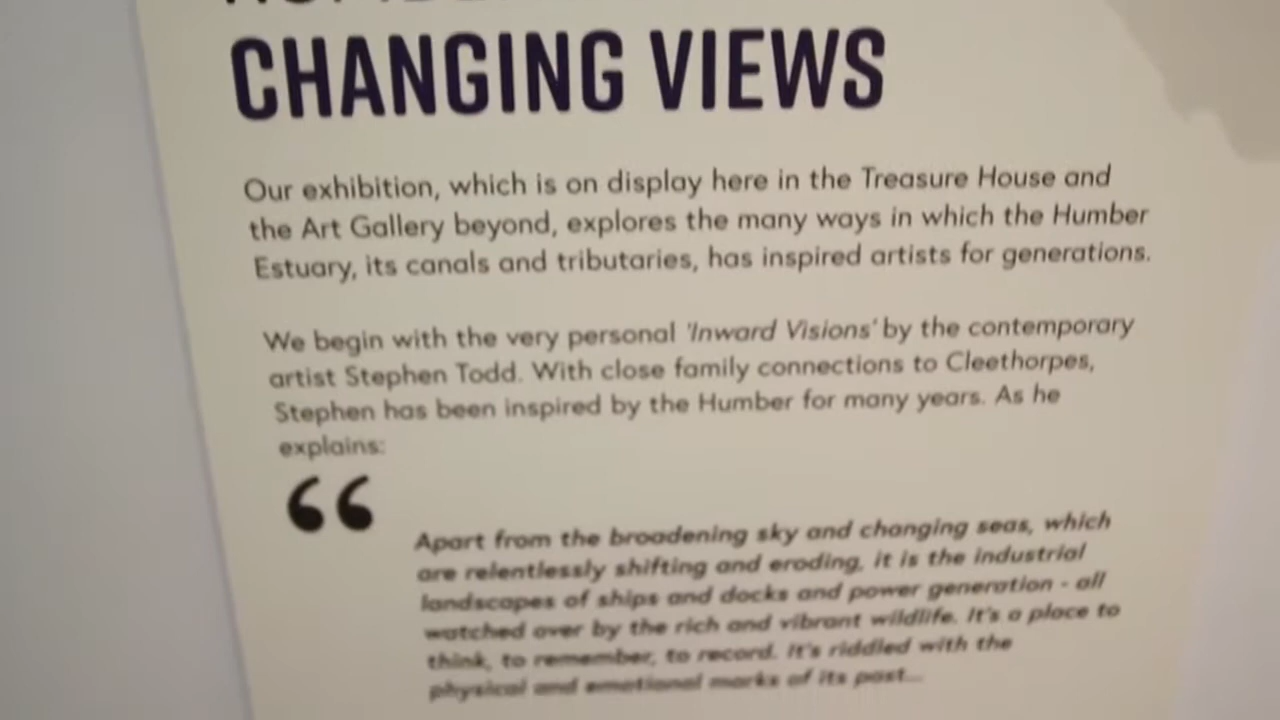 CHANGING VIEWS
Our exhibition, which is on display here in the Treasure House and
the Art Gallery beyond, explores the many ways in which the Humber
Estuary, its canals and tributaries, has inspired artists for generations.
We begin with the very personal 'Inward Visions' by the contemporary
artist Stephen Todd. With close family connections to Cleethorpes,
Stephen has been inspired by the Humber for many years. As he
explains:
“
Apart from the broadening sky and changing seas, which
are relentlessly shifting and eroding, it is the industrial
landscapes of ships and docks and power generation - all
watched over by the rich and vibrant wildlife. It's a place to
think, to remember, to record. It's riddled with the
physical and emotional marks of its past...